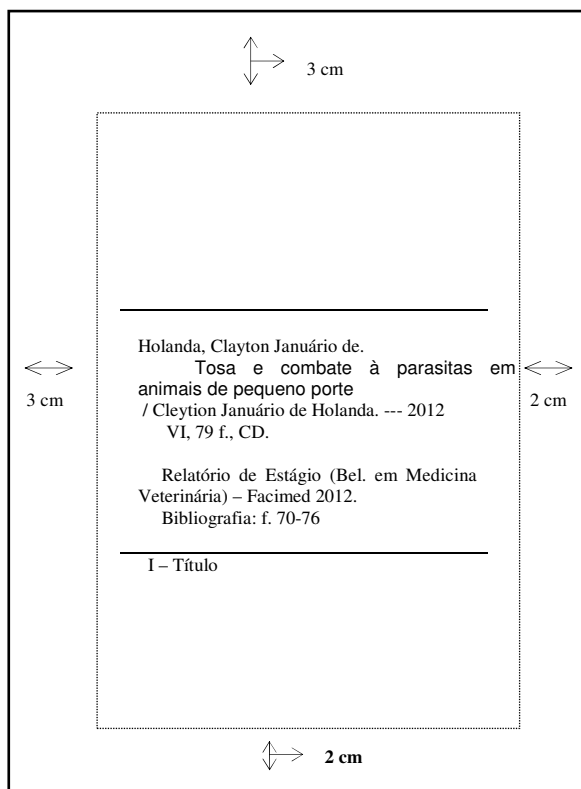 3 cm
Holanda, Clayton Januário de.
Tosa e combate à parasitas em
animais de pequeno porte
/ Cleytion Januário de Holanda. --- 2012
VI, 79 f., CD.
3 cm
2 cm
Relatório de Estágio (Bel. em Medicina
Veterinária) – Facimed 2012.
Bibliografia: f. 70-76
I – Título
2 cm